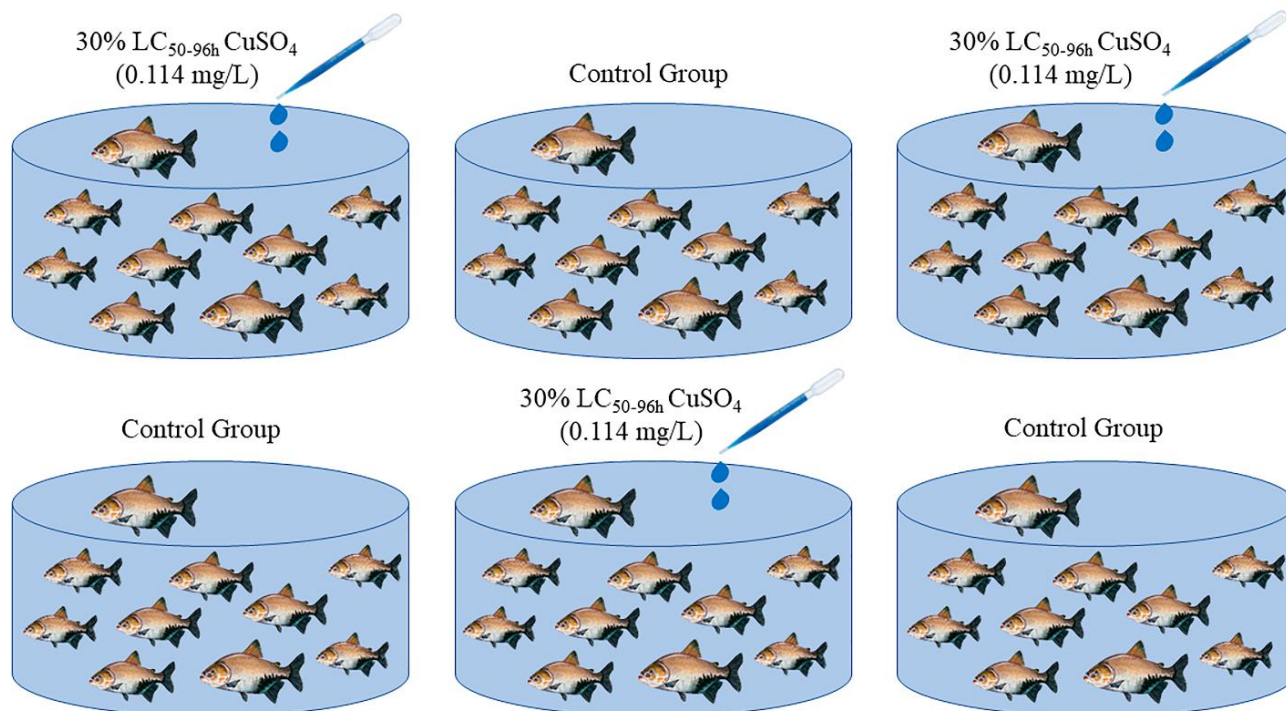 30% LC50-96h CuSO4
(0.114 mg/L)
Control Group
30% LC50-96h CuSO4
(0.114 mg/L)
Control Group
30% LC50-96h CuSO4
(0.114 mg/L)
Control Group